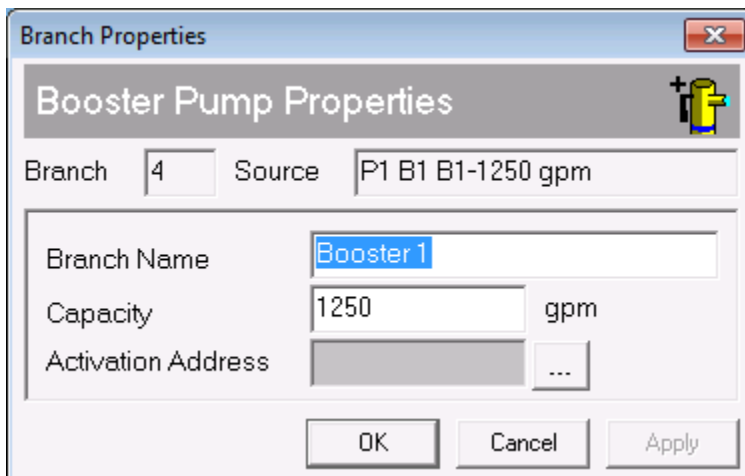 Branch Properties
Booster Pump Properties
Branch 4 Source P1 B1 B1-1250 gpm
Branch Name Booster 1
Capacity 1250 gpm
Activation Address ...
OK Cancel Apply